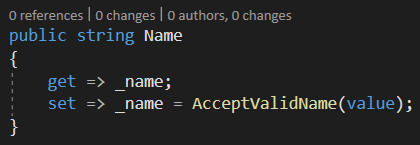 0 references | 0 changes | 0 authors, 0 changes
public string Name
{
    get => _name;
    set => _name = AcceptValidName(value);
}